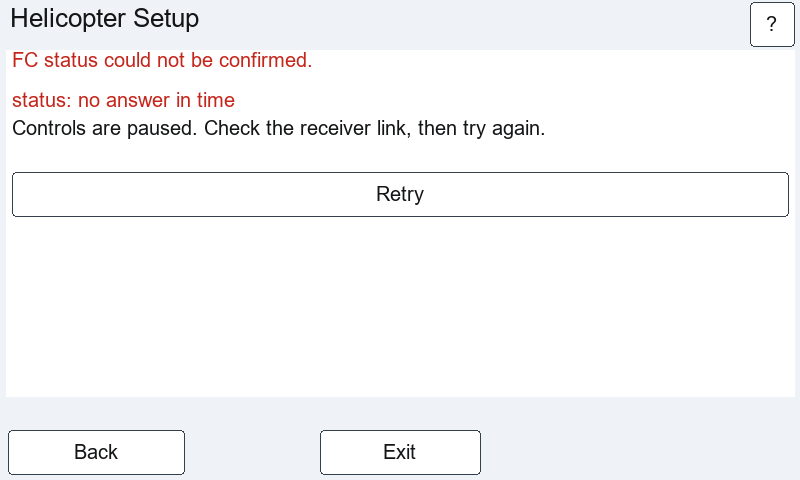 Helicopter Setup
?
FC status could not be confirmed.
status: no answer in time
Controls are paused. Check the receiver link, then try again.
Retry
Back
Exit